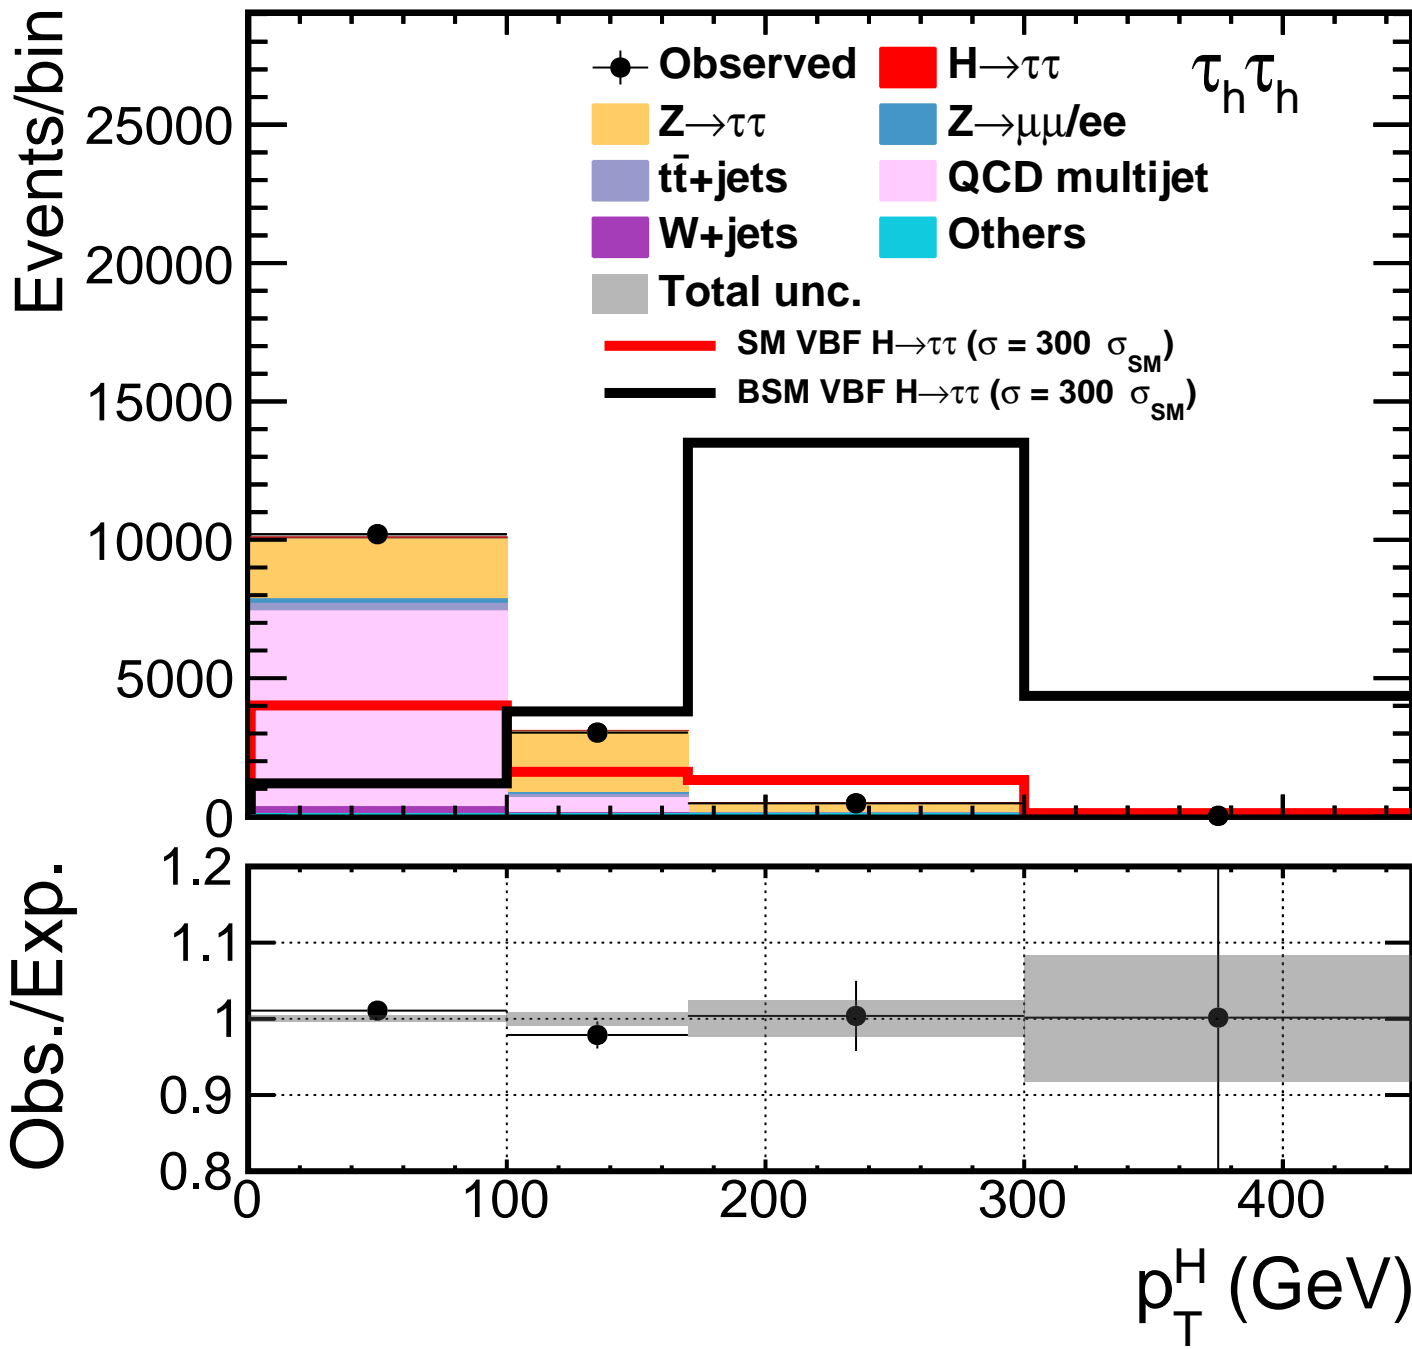 Events/bin
25000
20000
15000
10000
5000
0
Observed
H→ττ
τhτh
Z→ττ
Z→μμ/ee
tt̄+jets
QCD multijet
W+jets
Others
Total unc.
SM VBF H→ττ (σ = 300 σSM)
BSM VBF H→ττ (σ = 300 σSM)
Obs./Exp.
1.2
1.1
1
0.9
0.8
0 100 200 300 400
pTH (GeV)